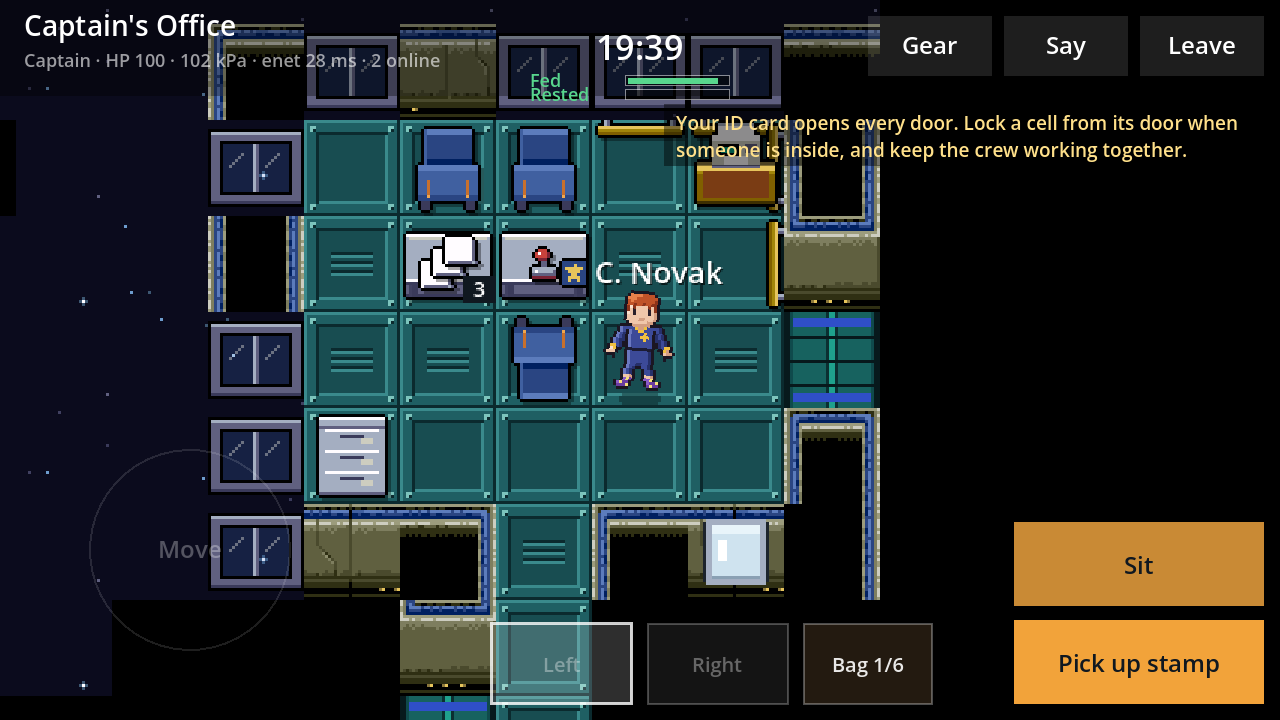 Captain's Office
Captain · HP 100 · 102 kPa · enet 28 ms · 2 online
19:39
Fed
Rested
Gear
Say
Leave
Your ID card opens every door. Lock a cell from its door when
someone is inside, and keep the crew working together.
3
C. Novak
Move
Sit
Left
Right
Bag 1/6
Pick up stamp